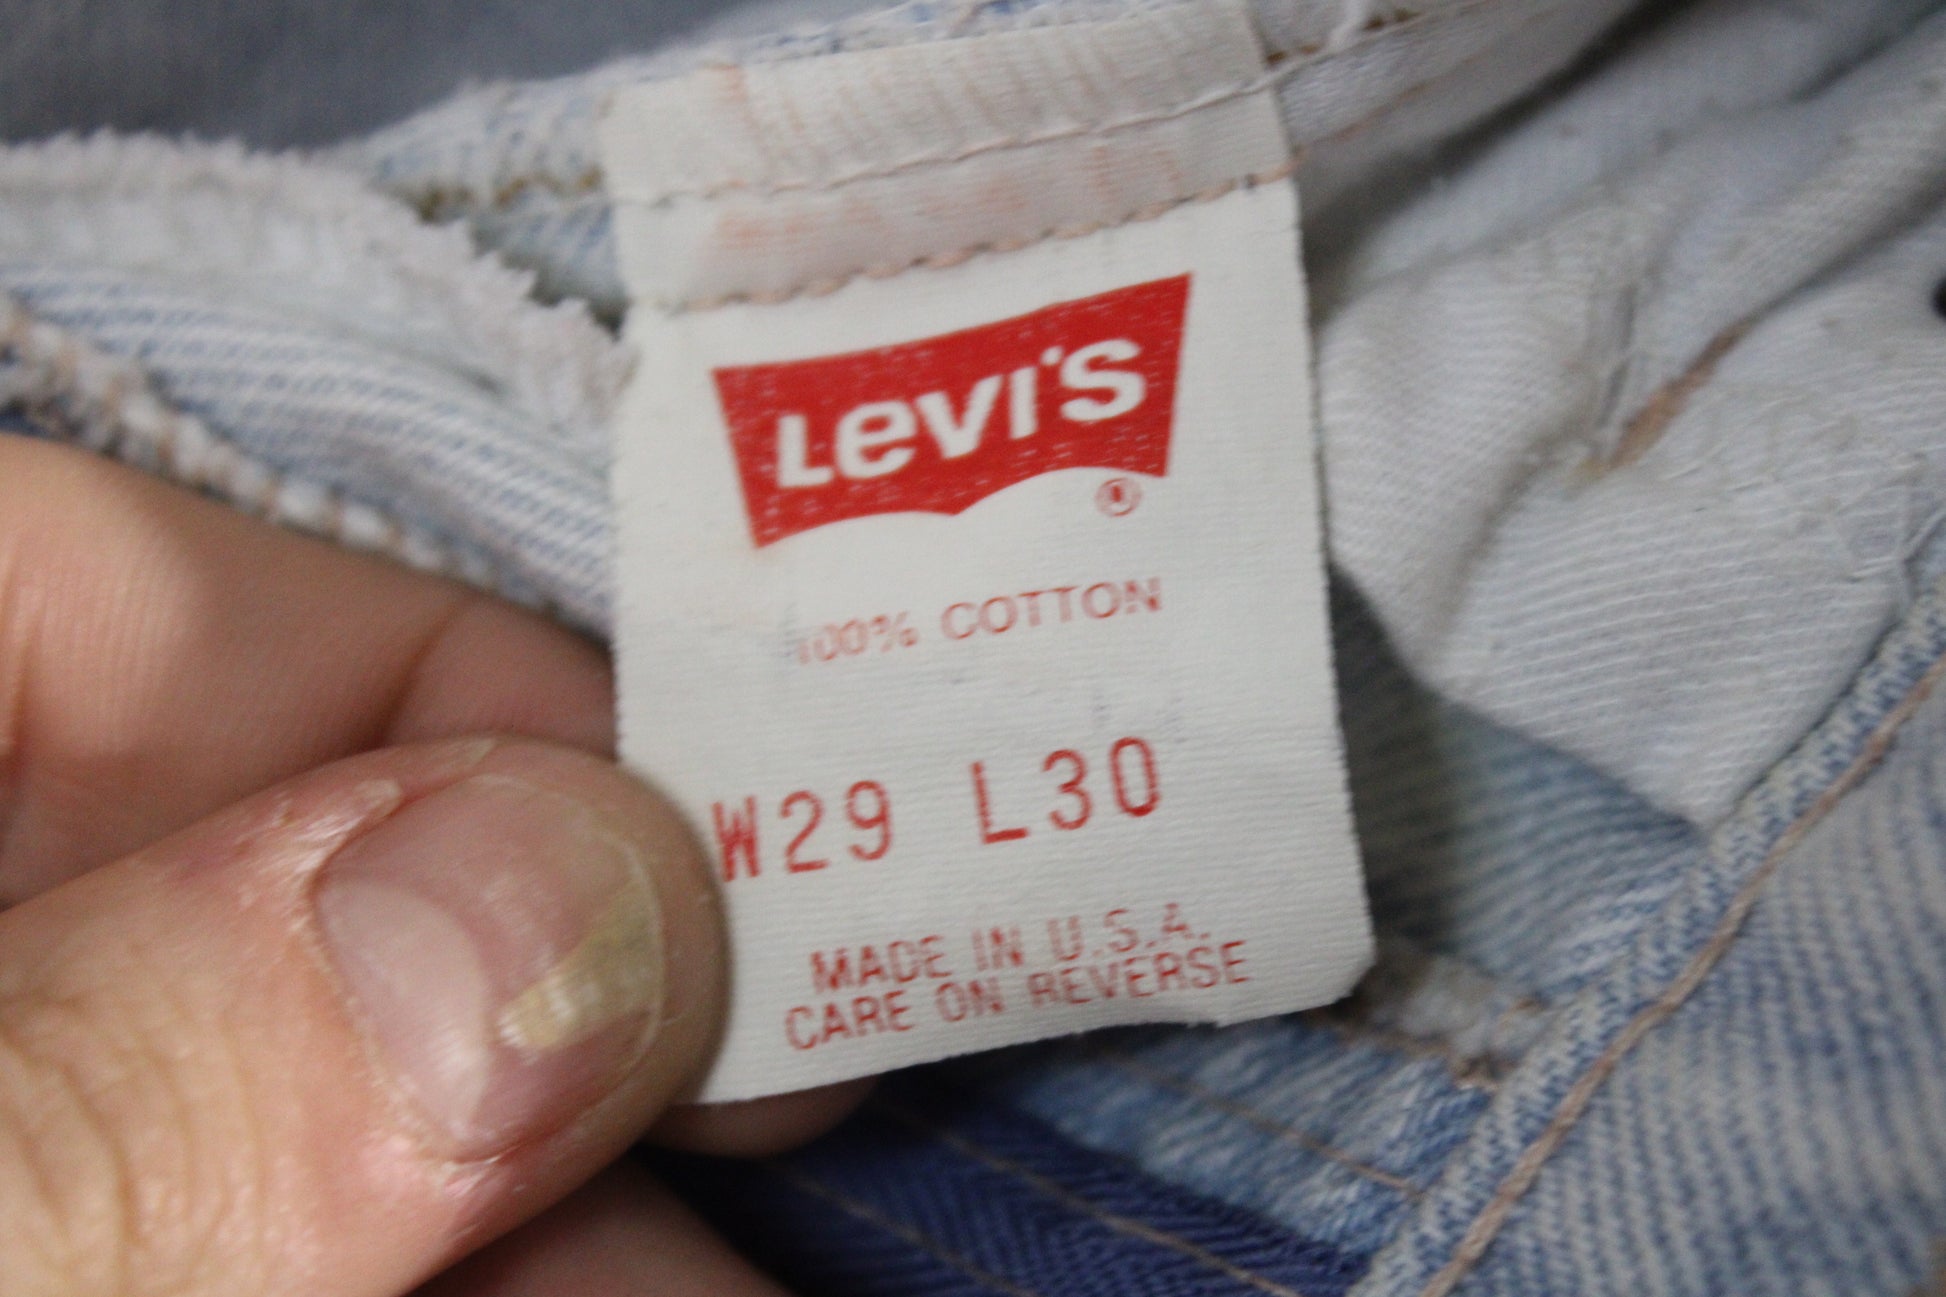 Levi's
®
100% COTTON
W29 L30
MADE IN U.S.A.
CARE ON REVERSE